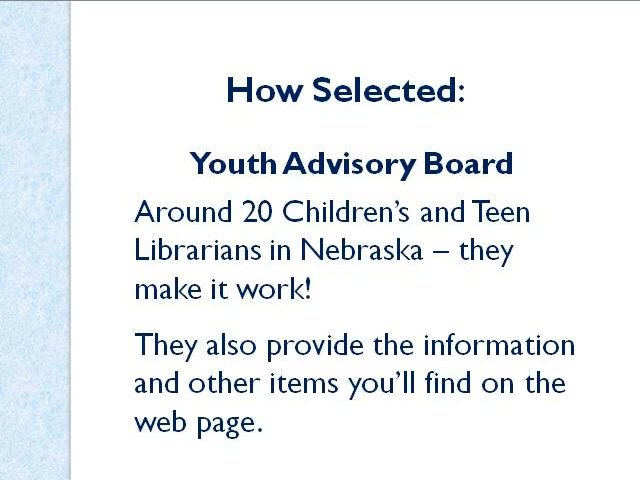 How Selected:
Youth Advisory Board
Around 20 Children’s and Teen
Librarians in Nebraska – they
make it work!
They also provide the information
and other items you’ll find on the
web page.